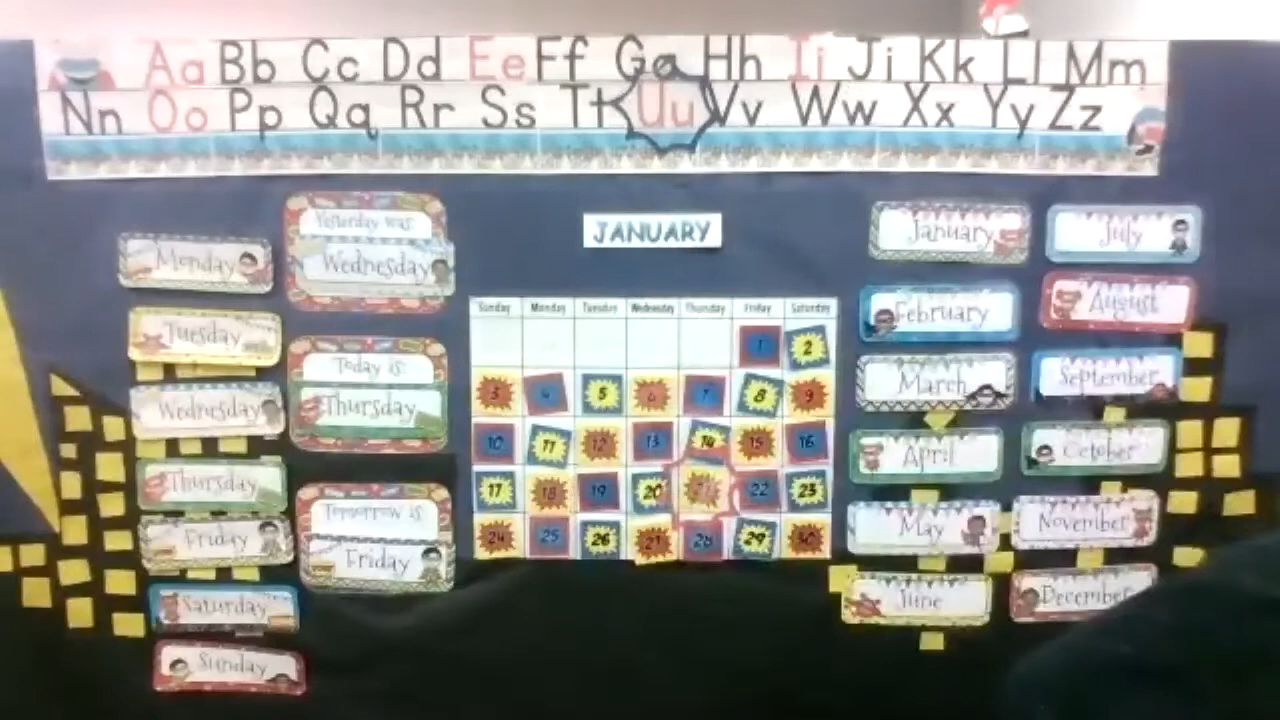 Aa Bb Cc Dd Ee Ff Gg Hh Ii Jj Kk Ll Mm
Nn Oo Pp Qq Rr Ss Tt Uu Vv Ww Xx Yy Zz
Monday
Tuesday
Wednesday
Thursday
Friday
Saturday
Sunday
Yesterday was:
Wednesday
Today is:
Thursday
Tomorrow is:
Friday
JANUARY
Sunday Monday Tuesday Wednesday Thursday Friday Saturday
1 2
3 4 5 6 7 8 9
10 11 12 13 14 15 16
17 18 19 20 21 22 23
24 25 26 27 28 29 30
January
February
March
April
May
June
July
August
September
October
November
December